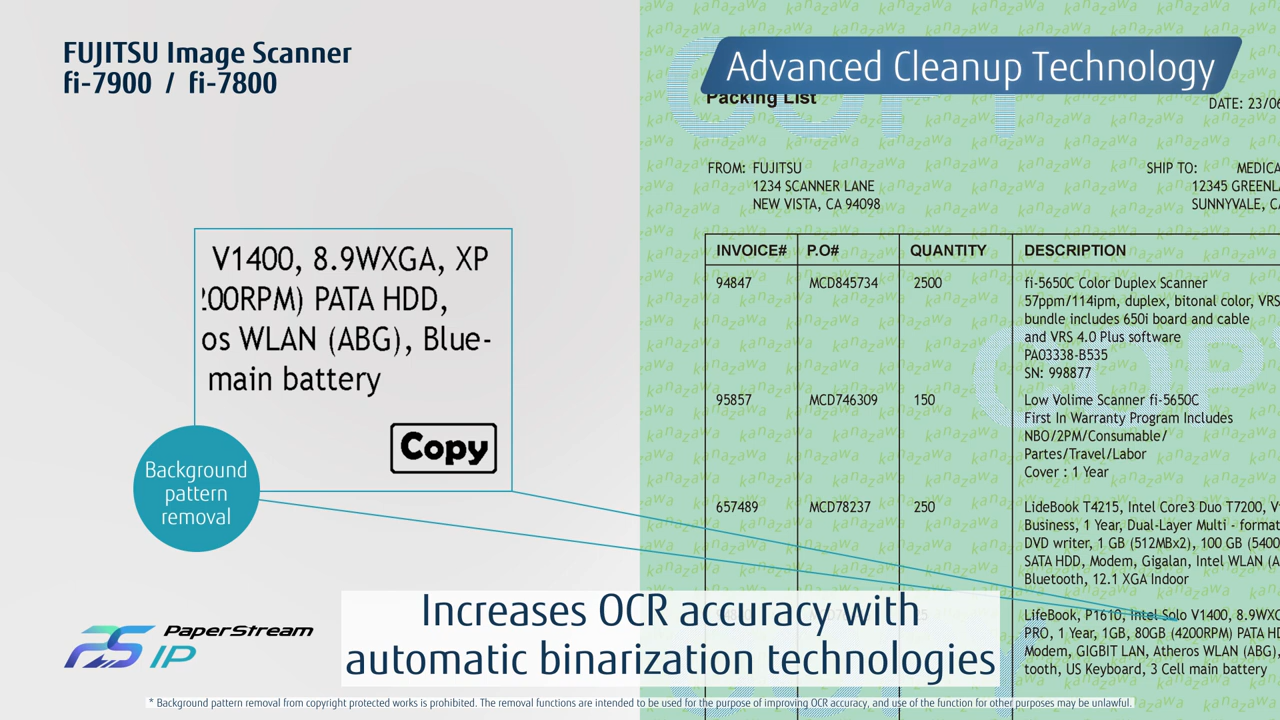 FUJITSU Image Scanner
fi-7900 / fi-7800
Advanced Cleanup Technology
Packing List
DATE: 23/06
FROM: FUJITSU
1234 SCANNER LANE
NEW VISTA, CA 94098
SHIP TO: MEDICA
12345 GREENLA
SUNNYVALE, CA
INVOICE# P.O# QUANTITY DESCRIPTION
94847 MCD845734 2500 fi-5650C Color Duplex Scanner
57ppm/114ipm, duplex, bitonal color, VRS
bundle includes 650i board and cable
and VRS 4.0 Plus software
PA03338-B535
SN: 998877
95857 MCD746309 150 Low Volime Scanner fi-5650C
First In Warranty Program Includes
NBO/2PM/Consumable/
Partes/Travel/Labor
Cover : 1 Year
657489 MCD78237 250 LideBook T4215, Intel Core3 Duo T7200, V
Business, 1 Year, Dual-Layer Multi - format
DVD writer, 1 GB (512MBx2), 100 GB (5400
SATA HDD, Modem, Gigalan, Intel WLAN (A
Bluetooth, 12.1 XGA Indoor
LifeBook, P1610, Intel Solo V1400, 8.9WXG
PRO, 1 Year, 1GB, 80GB (4200RPM) PATA HD
Modem, GIGBIT LAN, Atheros WLAN (ABG),
tooth, US Keyboard, 3 Cell main battery
V1400, 8.9WXGA, XP
200RPM) PATA HDD,
os WLAN (ABG), Blue-
main battery
Copy
Background
pattern
removal
COPY
kanazawa
PaperStream
IP
Increases OCR accuracy with
automatic binarization technologies
* Background pattern removal from copyright protected works is prohibited. The removal functions are intended to be used for the purpose of improving OCR accuracy, and use of the function for other purposes may be unlawful.